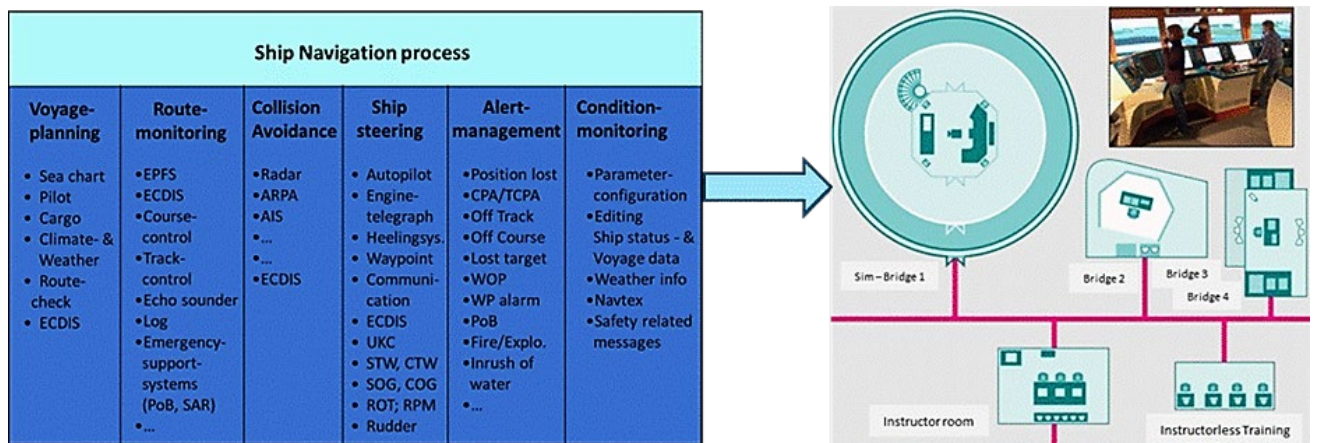 Ship Navigation process
Voyage-
planning
• Sea chart
• Pilot
• Cargo
• Climate- &
Weather
• Route-
check
• ECDIS
Route-
monitoring
•EPFS
•ECDIS
•Course-
control
•Track-
control
•Echo sounder
•Log
•Emergency-
support-
systems
(PoB, SAR)
•...
Collision
Avoidance
•Radar
•ARPA
•AIS
•...
•...
•ECDIS
Ship
steering
• Autopilot
• Engine-
telegraph
• Heelingsys.
• Waypoint
• Communi-
cation
• ECDIS
• UKC
• STW, CTW
• SOG, COG
• ROT; RPM
• Rudder
Alert-
management
•Position lost
•CPA/TCPA
•Off Track
•Off Course
•Lost target
•WOP
•WP alarm
•PoB
•Fire/Explo.
•Inrush of
water
•...
Condition-
monitoring
•Parameter-
configuration
•Editing
Ship status - &
Voyage data
•Weather info
•Navtex
•Safety related
messages
Sim – Bridge 1
Bridge 2
Bridge 3
Bridge 4
Instructor room
Instructorless Training